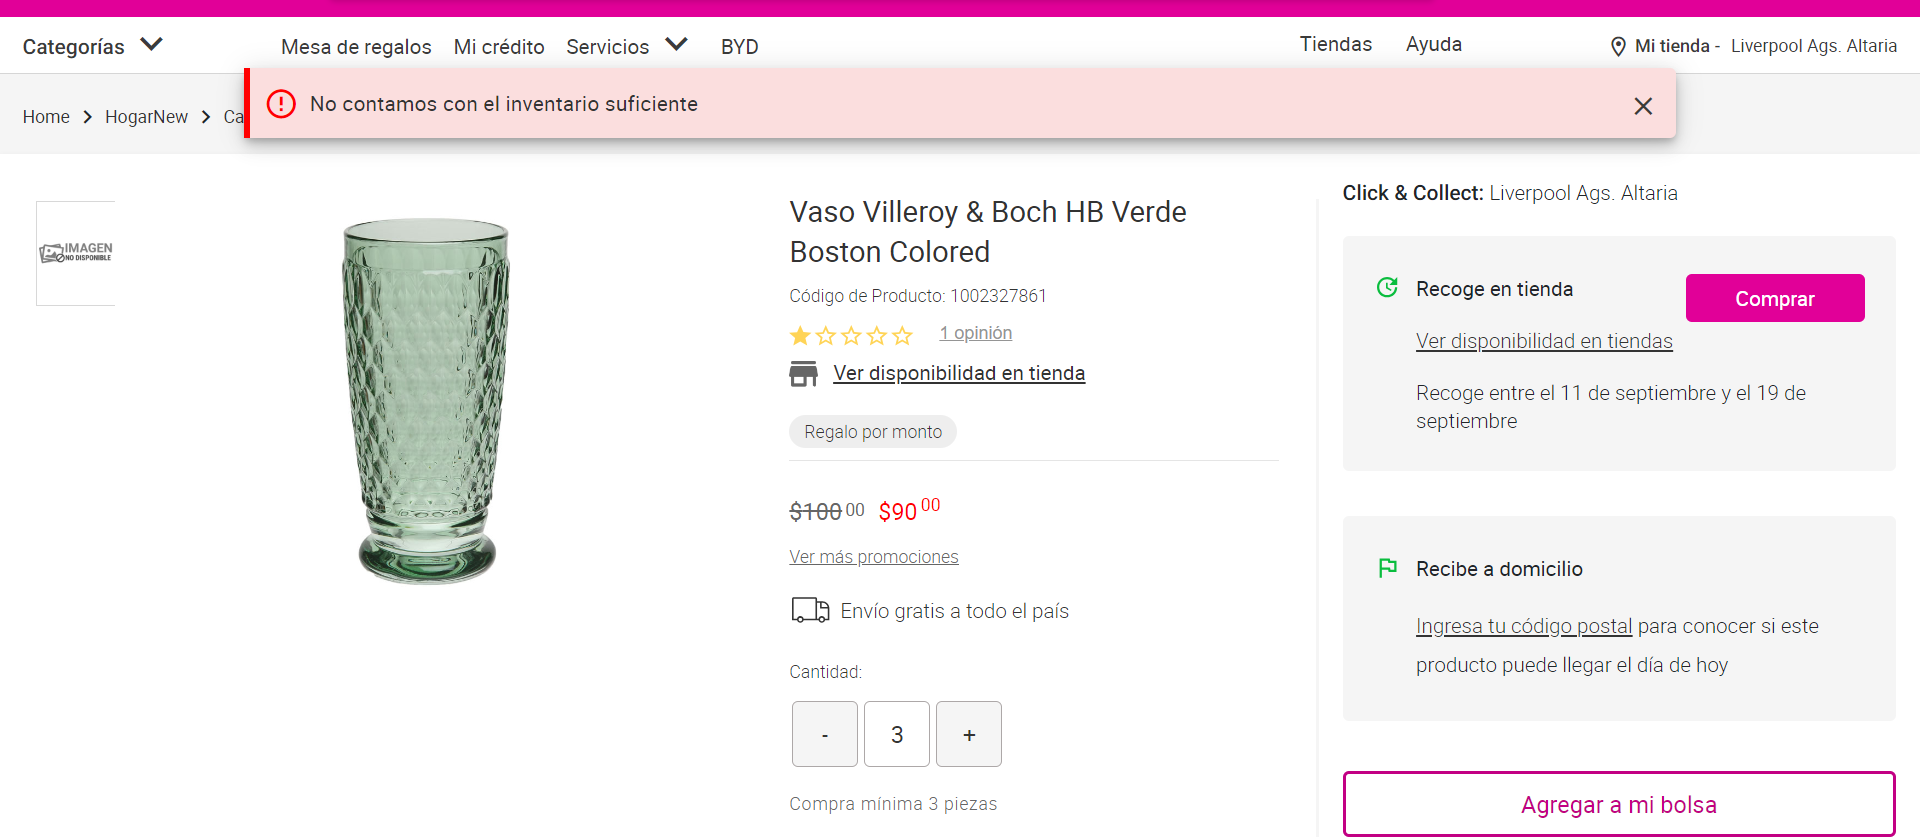 Categorías
Mesa de regalos
Mi crédito
Servicios
BYD
Tiendas
Ayuda
Mi tienda - Liverpool Ags. Altaria
No contamos con el inventario suficiente
Home > HogarNew > Ca
IMAGEN
NO DISPONIBLE
Vaso Villeroy & Boch HB Verde
Boston Colored
Código de Producto: 1002327861
1 opinión
Ver disponibilidad en tienda
Regalo por monto
$100 00 $90 00
Ver más promociones
Envío gratis a todo el país
Cantidad:
- 3 +
Compra mínima 3 piezas
Click & Collect: Liverpool Ags. Altaria
Recoge en tienda
Comprar
Ver disponibilidad en tiendas
Recoge entre el 11 de septiembre y el 19 de
septiembre
Recibe a domicilio
Ingresa tu código postal para conocer si este
producto puede llegar el día de hoy
Agregar a mi bolsa